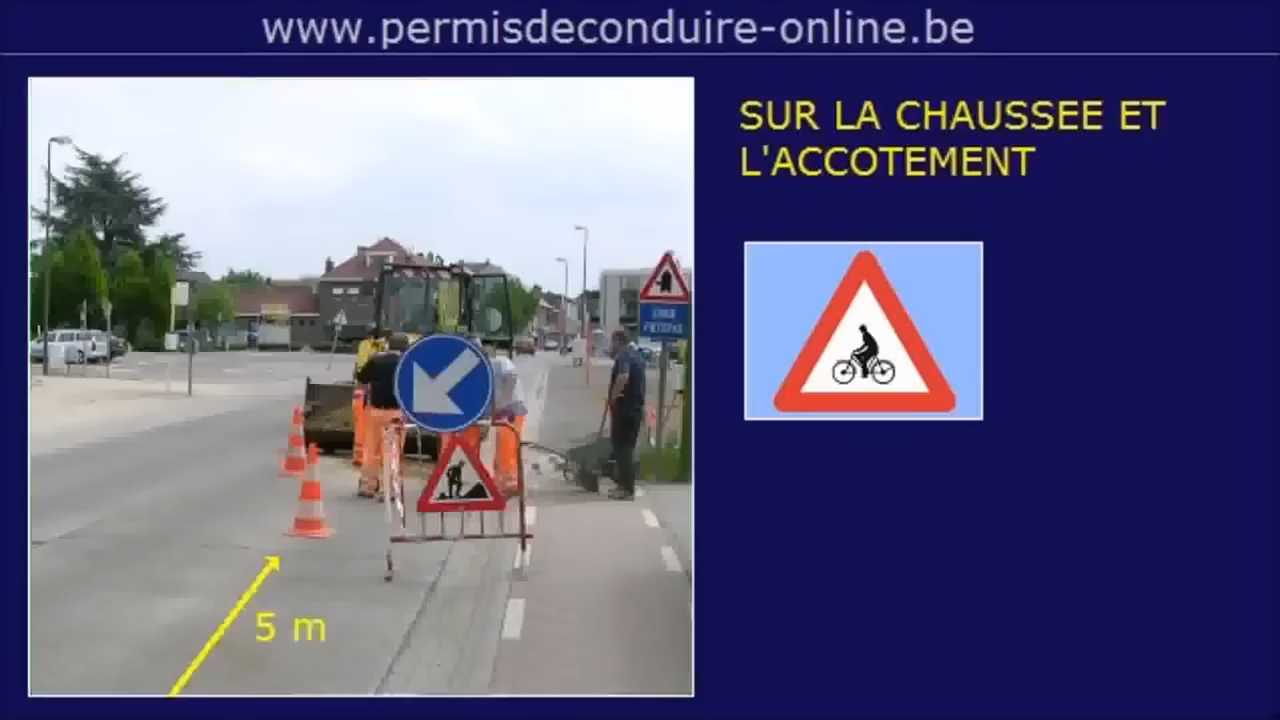 www.permisdeconduire-online.be
SUR LA CHAUSSEE ET
L'ACCOTEMENT
5 m